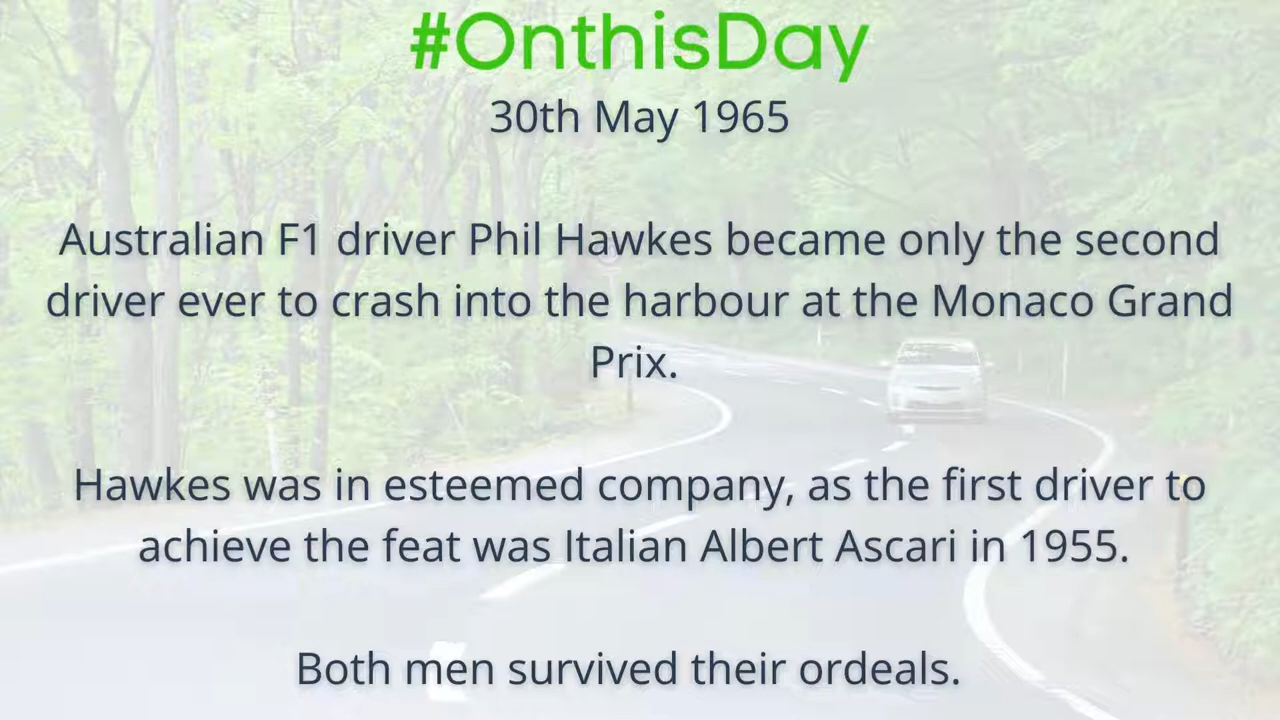 #OnthisDay
30th May 1965
Australian F1 driver Phil Hawkes became only the second
driver ever to crash into the harbour at the Monaco Grand
Prix.
Hawkes was in esteemed company, as the first driver to
achieve the feat was Italian Albert Ascari in 1955.
Both men survived their ordeals.